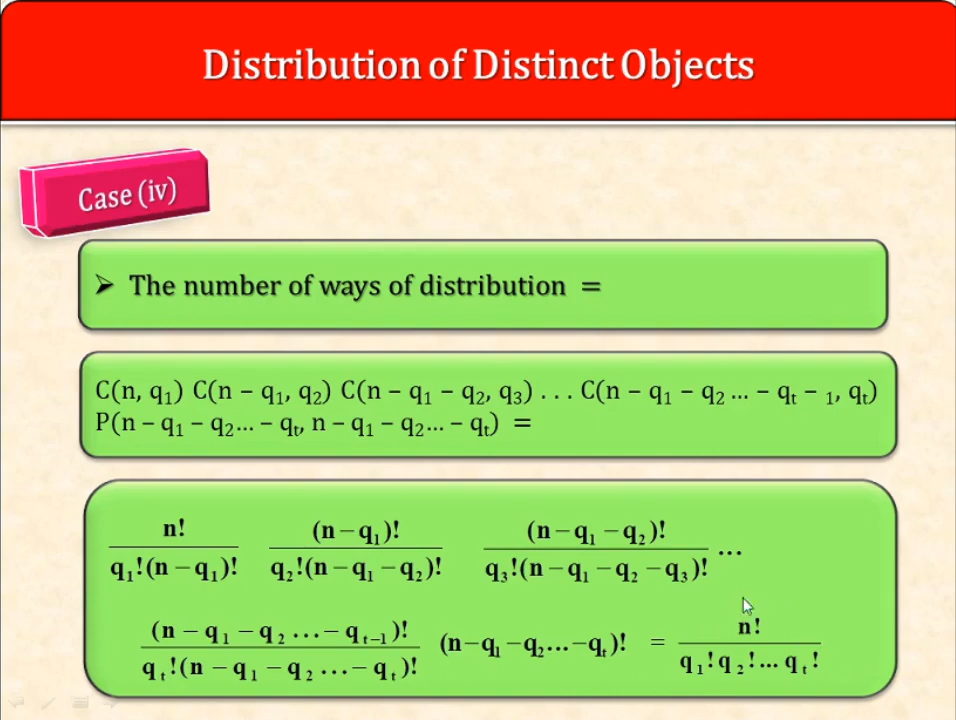 Distribution of Distinct Objects
Case (iv)
➢ The number of ways of distribution =
C(n, q₁) C(n – q₁, q₂) C(n – q₁ – q₂, q₃) . . . C(n – q₁ – q₂ ... – qₜ – ₁, qₜ)
P(n – q₁ – q₂... – qₜ, n – q₁ – q₂... – qₜ) =
n! (n – q₁)! (n – q₁ – q₂)!
q₁!(n – q₁)! q₂!(n – q₁ – q₂)! q₃!(n – q₁ – q₂ – q₃)! ...
(n – q₁ – q₂ ... – qₜ₋₁)! (n – q₁ – q₂ ... – qₜ)! = n!
qₜ!(n – q₁ – q₂ ... – qₜ)! q₁! q₂! ... qₜ!